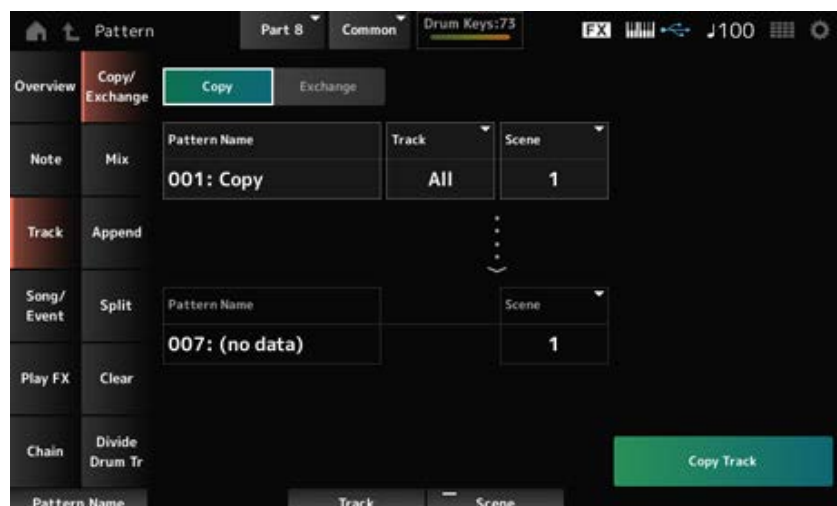 Pattern
Part 8
Common
Drum Keys:73
FX
♩100
Overview
Copy/
Exchange
Copy
Exchange
Note
Mix
Pattern Name
Track
Scene
001: Copy
All
1
Track
Append
Song/
Event
Split
Pattern Name
Scene
007: (no data)
1
Play FX
Clear
Chain
Divide
Drum Tr
Copy Track
Pattern Name
Track
Scene